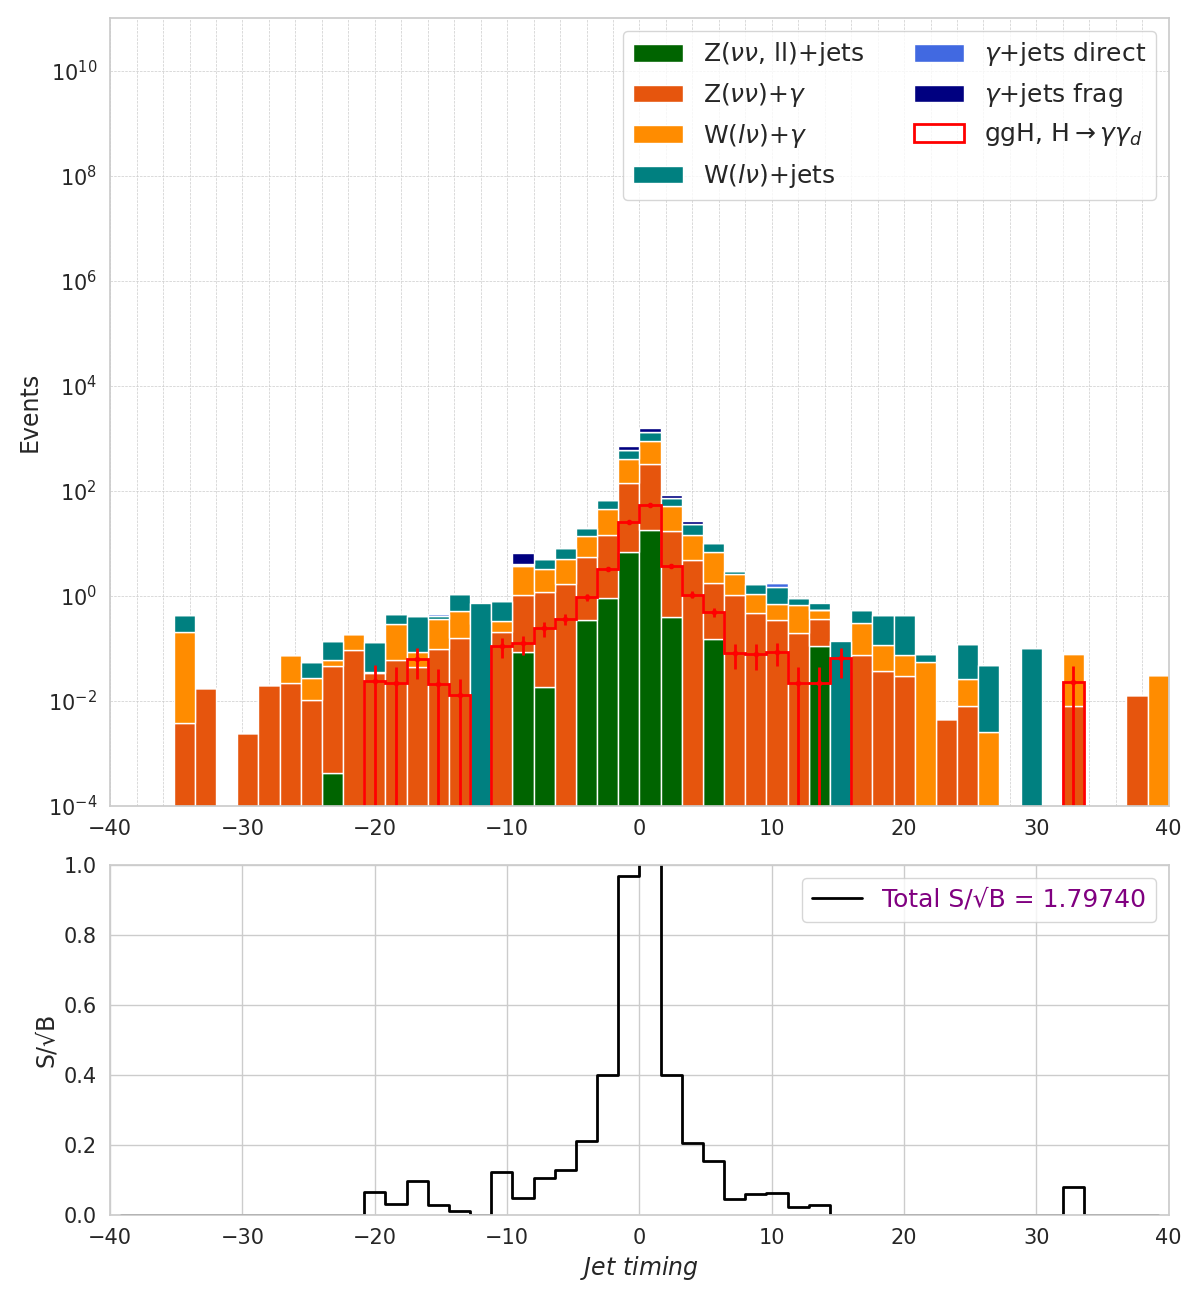 Z(νν, ll)+jets
Z(νν)+γ
W(lν)+γ
W(lν)+jets
γ+jets direct
γ+jets frag
ggH, H→γγ_d
Events
10^10
10^8
10^6
10^4
10^2
10^0
10^−2
10^−4
−40 −30 −20 −10 0 10 20 30 40
Total S/√B = 1.79740
S/√B
1.0
0.8
0.6
0.4
0.2
0.0
−40 −30 −20 −10 0 10 20 30 40
Jet timing